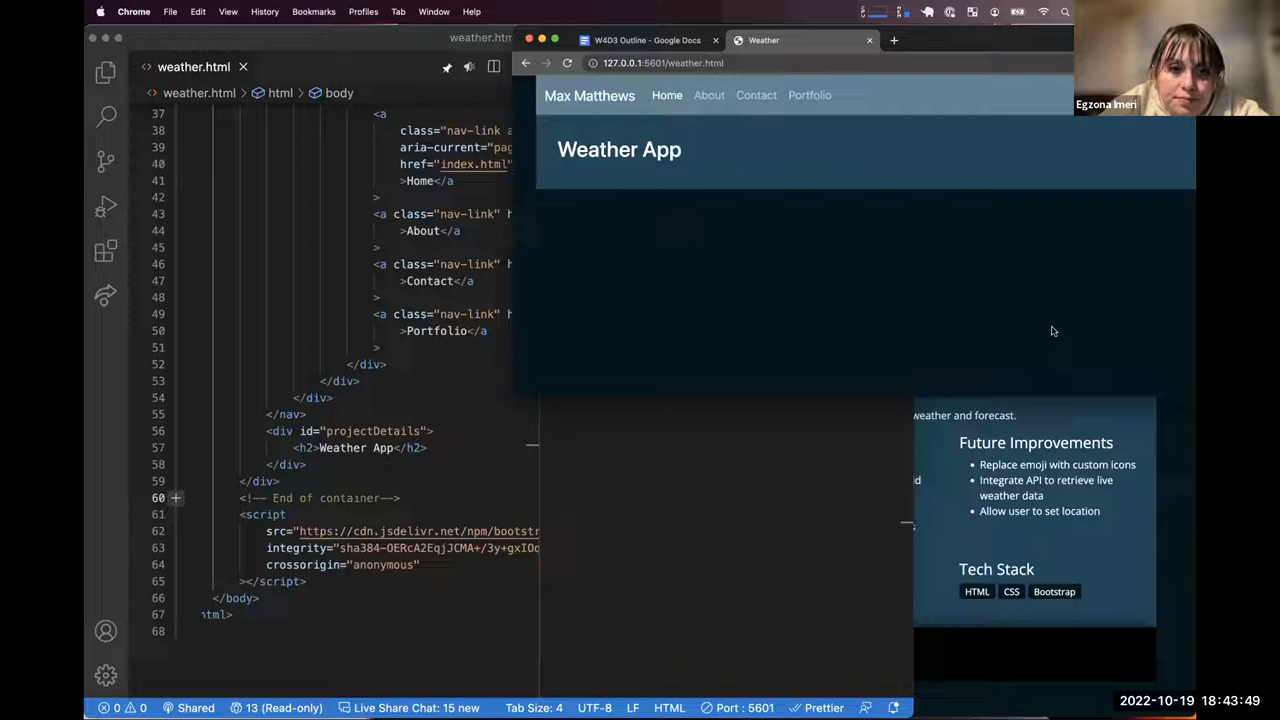 Chrome File Edit View History Bookmarks Profiles Tab Window Help
weather.htm
W4D3 Outline - Google Docs
Weather
127.0.0.1:5601/weather.html
Egzona Imeri
weather.html
weather.html > html > body
Max Matthews Home About Contact Portfolio
Weather App
37 <a
38 class="nav-link a
39 aria-current="pag
40 href="index.html"
41 >Home</a
42 >
43 <a class="nav-link" h
44 >About</a
45 >
46 <a class="nav-link" h
47 >Contact</a
48 >
49 <a class="nav-link" h
50 >Portfolio</a
51 >
52 </div>
53 </div>
54 </div>
55 </nav>
56 <div id="projectDetails">
57 <h2>Weather App</h2>
58 </div>
59 </div>
60 <!-- End of container-->
61 <script
62 src="https://cdn.jsdelivr.net/npm/bootstr
63 integrity="sha384-OERcA2EqjJCMA+/3y+gxIOq
64 crossorigin="anonymous"
65 ></script>
66 </body>
67 html>
68
weather and forecast.
Future Improvements
Replace emoji with custom icons
Integrate API to retrieve live
weather data
Allow user to set location
Tech Stack
HTML CSS Bootstrap
0 0 Shared 13 (Read-only) Live Share Chat: 15 new Tab Size: 4 UTF-8 LF HTML Port : 5601 Prettier
2022-10-19 18:43:49